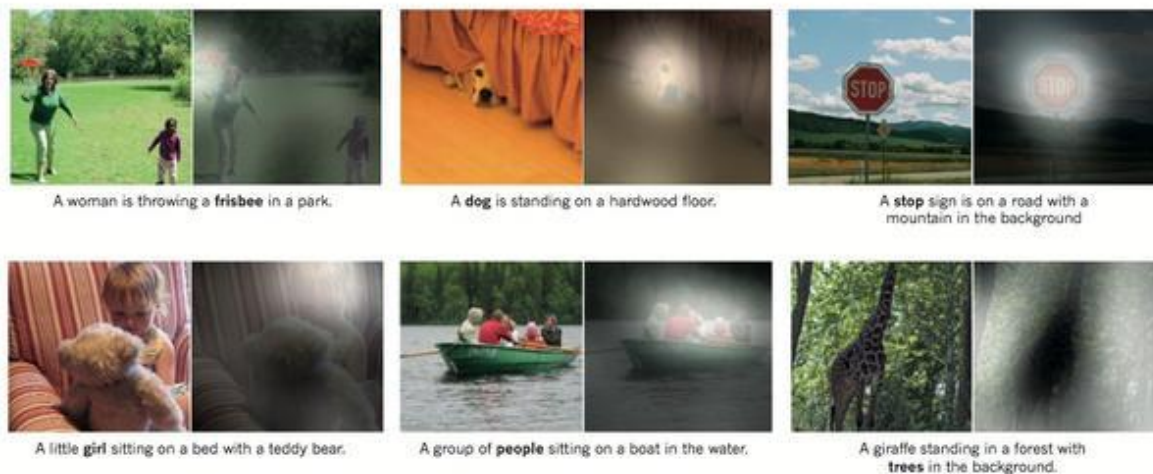 STOP
STOP
A woman is throwing a frisbee in a park.
A dog is standing on a hardwood floor.
A stop sign is on a road with a
mountain in the background
A little girl sitting on a bed with a teddy bear.
A group of people sitting on a boat in the water.
A giraffe standing in a forest with
trees in the background.